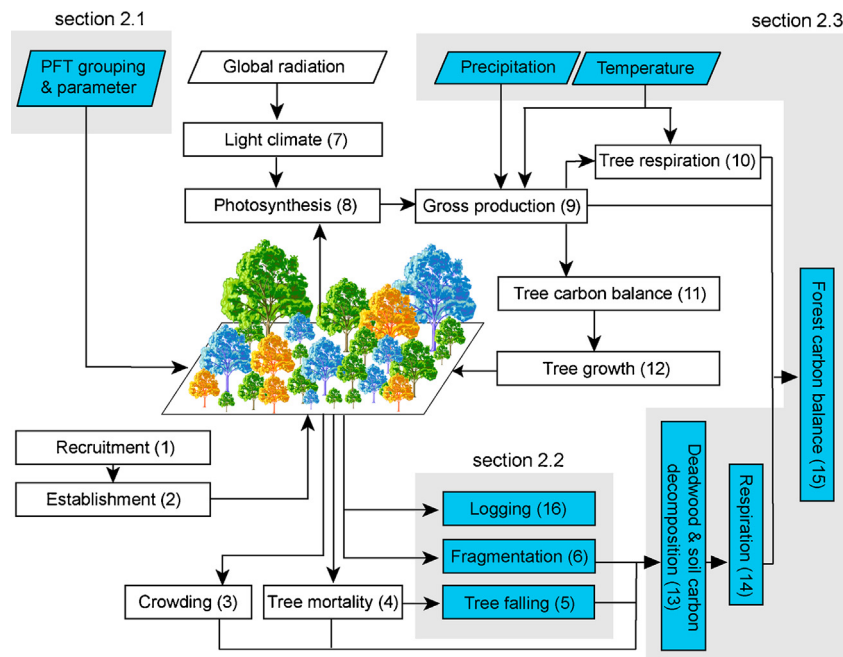 section 2.1
section 2.3
PFT grouping
& parameter
Global radiation
Precipitation
Temperature
Light climate (7)
Tree respiration (10)
Photosynthesis (8)
Gross production (9)
Tree carbon balance (11)
Forest carbon balance (15)
Tree growth (12)
Recruitment (1)
section 2.2
Establishment (2)
Logging (16)
Deadwood & soil carbon
decomposition (13)
Respiration (14)
Fragmentation (6)
Crowding (3)
Tree mortality (4)
Tree falling (5)